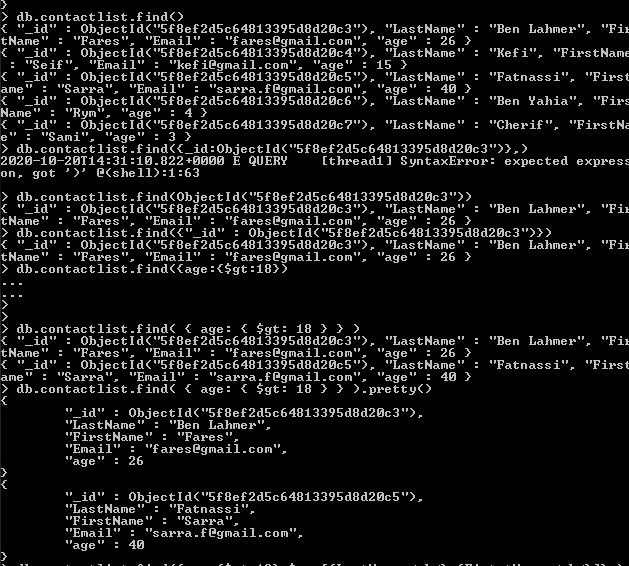 }
> db.contactlist.find()
{ "_id" : ObjectId("5f8ef2d5c64813395d8d20c3"), "LastName" : "Ben Lahmer", "Fir
tName" : "Fares", "Email" : "fares@gmail.com", "age" : 26 }
{ "_id" : ObjectId("5f8ef2d5c64813395d8d20c4"), "LastName" : "Kefi", "FirstName
 : "Seif", "Email" : "kefi@gmail.com", "age" : 15 }
{ "_id" : ObjectId("5f8ef2d5c64813395d8d20c5"), "LastName" : "Fatnassi", "First
ame" : "Sarra", "Email" : "sarra.f@gmail.com", "age" : 40 }
{ "_id" : ObjectId("5f8ef2d5c64813395d8d20c6"), "LastName" : "Ben Yahia", "Firs
Name" : "Rym", "age" : 4 }
{ "_id" : ObjectId("5f8ef2d5c64813395d8d20c7"), "LastName" : "Cherif", "FirstNa
e" : "Sami", "age" : 3 }
> db.contactlist.find({_id:ObjectId("5f8ef2d5c64813395d8d20c3")},)
2020-10-20T14:31:10.822+0000 E QUERY    [thread1] SyntaxError: expected express
on, got ')' @(shell):1:63

> db.contactlist.find(ObjectId("5f8ef2d5c64813395d8d20c3"))
{ "_id" : ObjectId("5f8ef2d5c64813395d8d20c3"), "LastName" : "Ben Lahmer", "Fir
tName" : "Fares", "Email" : "fares@gmail.com", "age" : 26 }
> db.contactlist.find({"_id":ObjectId("5f8ef2d5c64813395d8d20c3")})
{ "_id" : ObjectId("5f8ef2d5c64813395d8d20c3"), "LastName" : "Ben Lahmer", "Fir
tName" : "Fares", "Email" : "fares@gmail.com", "age" : 26 }
> db.contactlist.find({age:{$gt:18})
...
...
>
>
> db.contactlist.find( { age: { $gt: 18 } } )
{ "_id" : ObjectId("5f8ef2d5c64813395d8d20c3"), "LastName" : "Ben Lahmer", "Fir
tName" : "Fares", "Email" : "fares@gmail.com", "age" : 26 }
{ "_id" : ObjectId("5f8ef2d5c64813395d8d20c5"), "LastName" : "Fatnassi", "First
ame" : "Sarra", "Email" : "sarra.f@gmail.com", "age" : 40 }
> db.contactlist.find( { age: { $gt: 18 } } ).pretty()
{
        "_id" : ObjectId("5f8ef2d5c64813395d8d20c3"),
        "LastName" : "Ben Lahmer",
        "FirstName" : "Fares",
        "Email" : "fares@gmail.com",
        "age" : 26
}
{
        "_id" : ObjectId("5f8ef2d5c64813395d8d20c5"),
        "LastName" : "Fatnassi",
        "FirstName" : "Sarra",
        "Email" : "sarra.f@gmail.com",
        "age" : 40
}